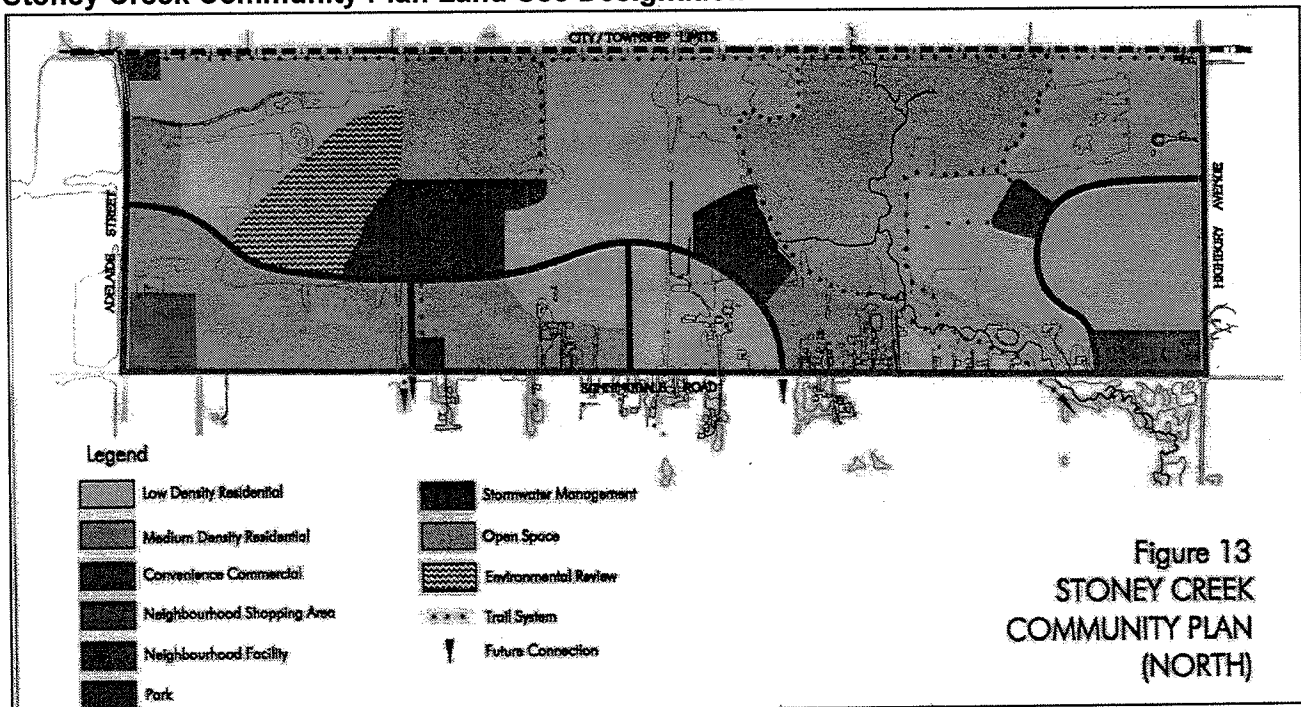 Stoney Creek Community Plan Land Use Designation
CITY/TOWNSHIP LIMITS
ADELAIDE STREET
HIGHBURY AVENUE
ROAD
Legend
Low Density Residential
Medium Density Residential
Convenience Commercial
Neighbourhood Shopping Area
Neighbourhood Facility
Park
Stormwater Management
Open Space
Environmental Review
Trail System
Future Connection
Figure 13
STONEY CREEK
COMMUNITY PLAN
(NORTH)